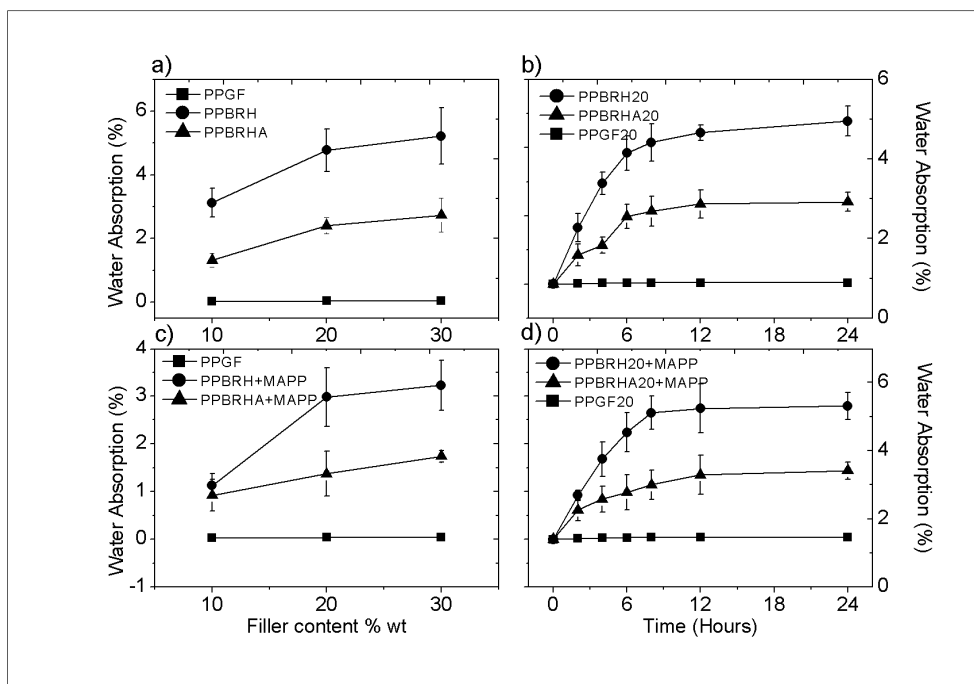 a)
PPGF
PPBRH
PPBRHA
Water Absorption (%)
6
4
2
0
10
20
30
b)
PPBRH20
PPBRHA20
PPGF20
Water Absorption (%)
6
4
2
0
0
6
12
24
c)
PPGF
PPBRH+MAPP
PPBRHA+MAPP
Water Absorption (%)
4
3
2
1
0
-1
10
20
30
Filler content % wt
d)
PPBRH20+MAPP
PPBRHA20+MAPP
PPGF20
Water Absorption (%)
6
4
2
0
0
6
12
24
Time (Hours)